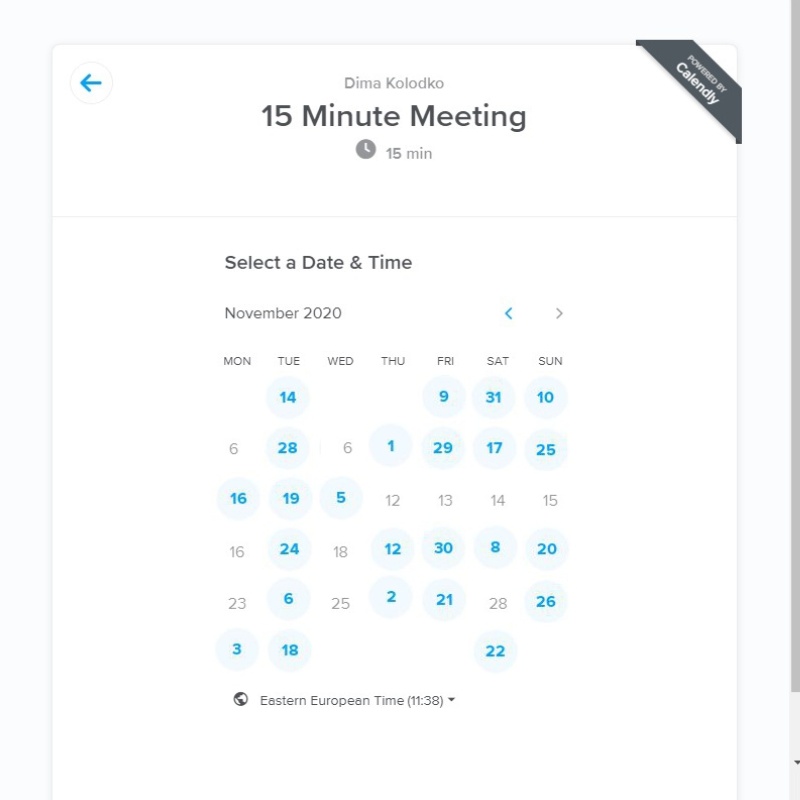 POWERED BY
Calendly
Dima Kolodko
15 Minute Meeting
15 min
Select a Date & Time
November 2020
MON TUE WED THU FRI SAT SUN
14 9 31 10
6 28 6 1 29 17 25
16 19 5 12 13 14 15
16 24 18 12 30 8 20
23 6 25 2 21 28 26
3 18 22
Eastern European Time (11:38)